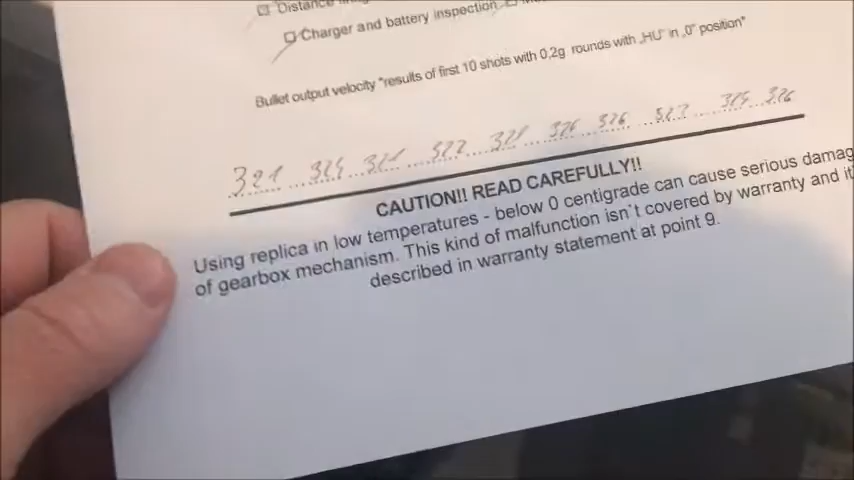 Distance
Charger and battery inspection
Bullet output velocity "results of first 10 shots with 0,2g. rounds with „HU" in „0" position"
321 325 321 322 321 326 326 327 325 326
CAUTION!! READ CAREFULLY!!
Using replica in low temperatures - below 0 centigrade can cause serious damag
of gearbox mechanism. This kind of malfunction isn`t covered by warranty and it
described in warranty statement at point 9.